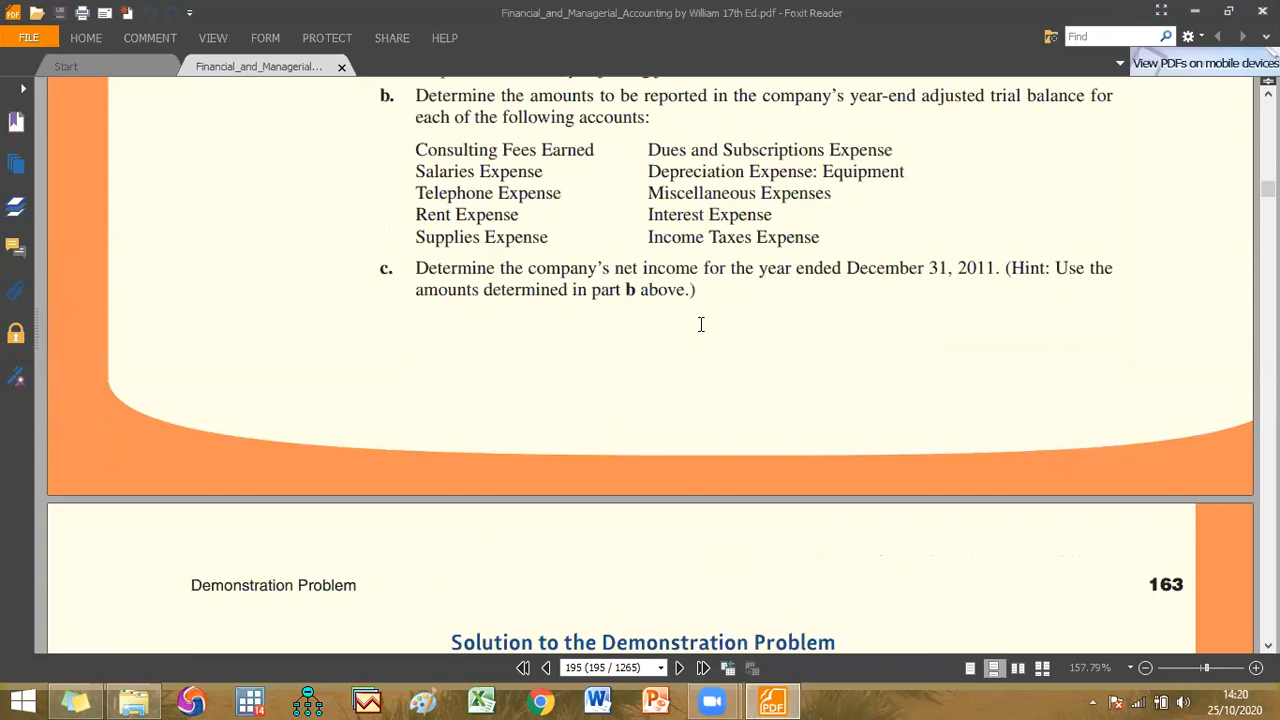 Financial_and_Managerial_Accounting by William 17th Ed.pdf - Foxit Reader
FILE HOME COMMENT VIEW FORM PROTECT SHARE HELP Find
Start Financial_and_Managerial... View PDFs on mobile devices
b. Determine the amounts to be reported in the company's year-end adjusted trial balance for
each of the following accounts:
Consulting Fees Earned Dues and Subscriptions Expense
Salaries Expense Depreciation Expense: Equipment
Telephone Expense Miscellaneous Expenses
Rent Expense Interest Expense
Supplies Expense Income Taxes Expense
c. Determine the company's net income for the year ended December 31, 2011. (Hint: Use the
amounts determined in part b above.)
Demonstration Problem 163
Solution to the Demonstration Problem
195 (195 / 1265) 157.79%
14
PDF
14:20
25/10/2020